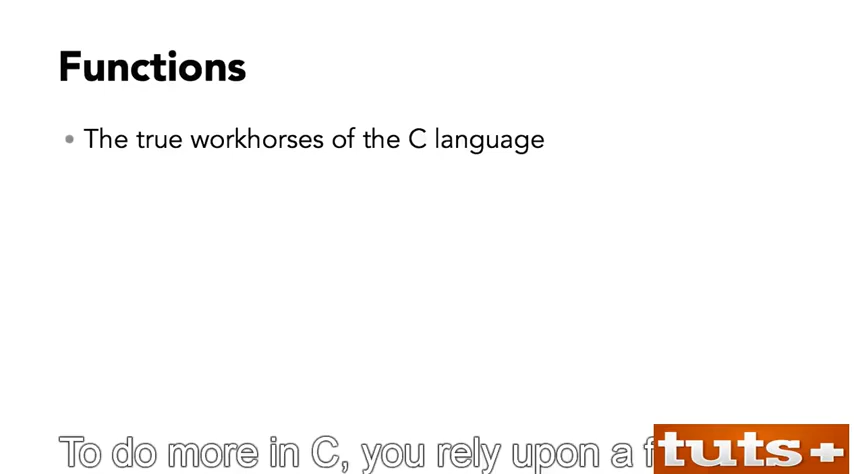 Functions
• The true workhorses of the C language
To do more in C, you rely upon a
tuts+